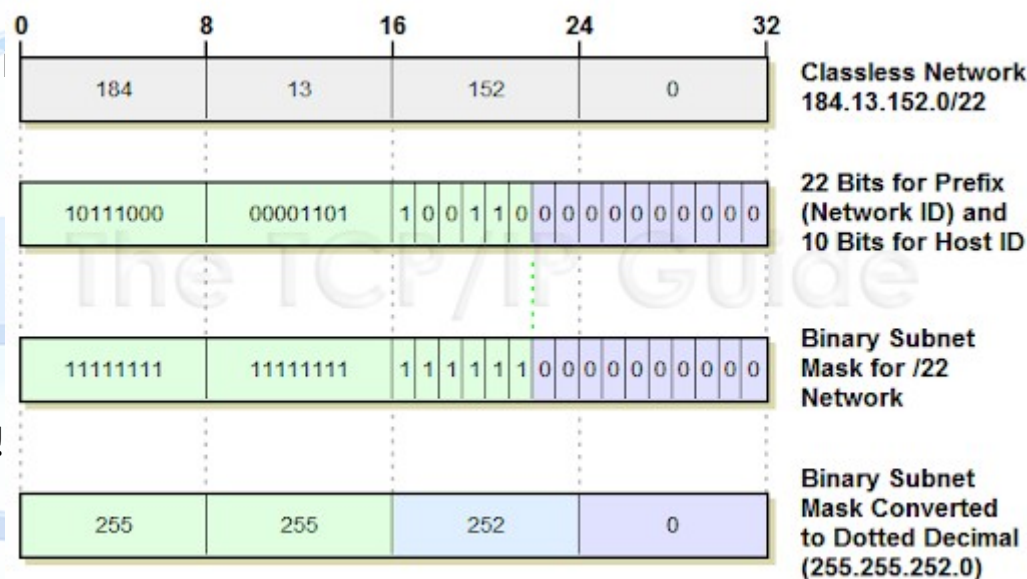 0 8 16 24 32
184 13 152 0
Classless Network
184.13.152.0/22
22 Bits for Prefix
(Network ID) and
10 Bits for Host ID
10111000 00001101 1 0 0 1 1 0 0 0 0 0 0 0 0 0 0 0
The TCP/IP Guide
Binary Subnet
Mask for /22
Network
11111111 11111111 1 1 1 1 1 1 0 0 0 0 0 0 0 0 0 0
!
Binary Subnet
Mask Converted
to Dotted Decimal
(255.255.252.0)
255 255 252 0